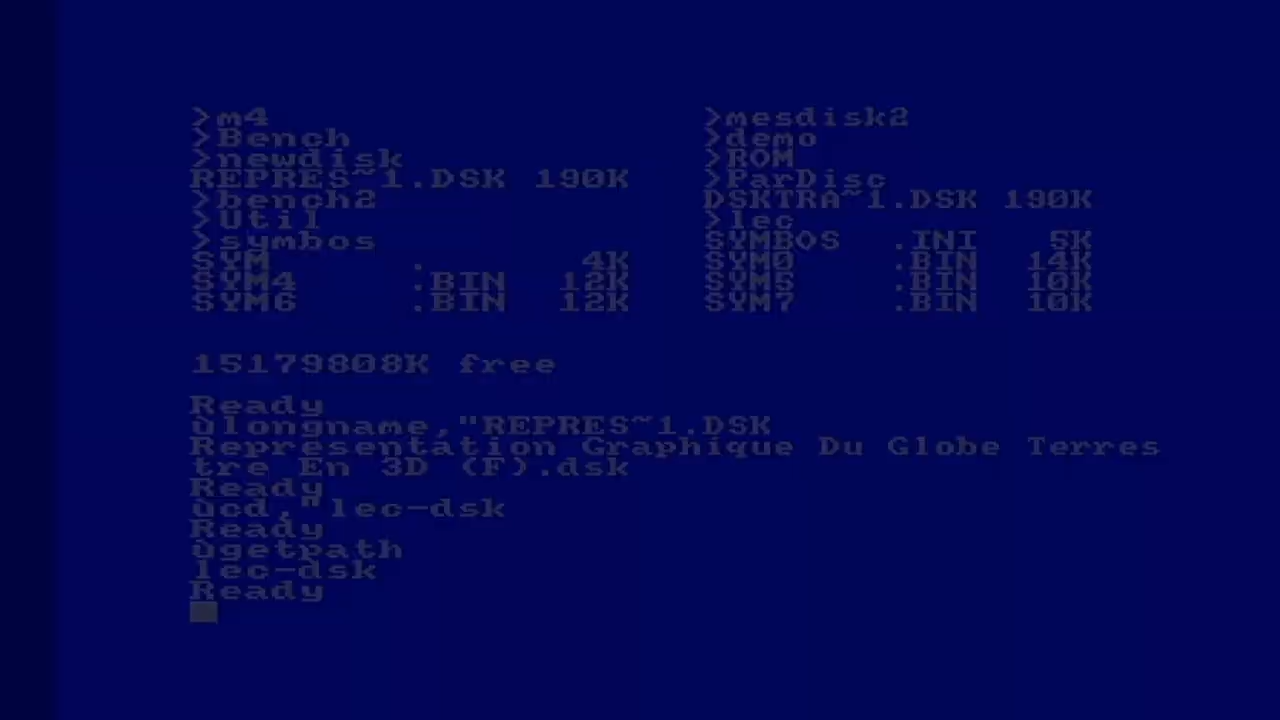 >m4 >mesdisk2
>Bench >demo
>newdisk >ROM
REPRES~1.DSK 190K >ParDisc
>bench2 DSKTRA~1.DSK 190K
>Util >lec
>symbos SYMBOS .INI 5K
SYM . 4K SYM0 .BIN 14K
SYM4 .BIN 12K SYM5 .BIN 10K
SYM6 .BIN 12K SYM7 .BIN 10K
15179808K free
Ready
ùlongname,"REPRES~1.DSK
Representation Graphique Du Globe Terres
tre En 3D (F).dsk
Ready
ùcd,"lec-dsk
Ready
ùgetpath
lec-dsk
Ready